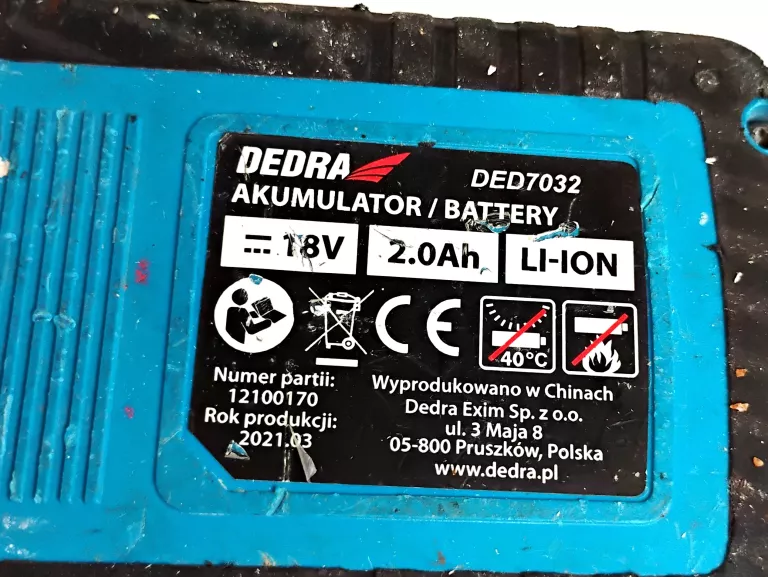 DEDRA DED7032
AKUMULATOR / BATTERY
18V 2.0Ah LI-ION
CE 40°C
Numer partii:
12100170
Rok produkcji:
2021.03
Wyprodukowano w Chinach
Dedra Exim Sp. z o.o.
ul. 3 Maja 8
05-800 Pruszków, Polska
www.dedra.pl